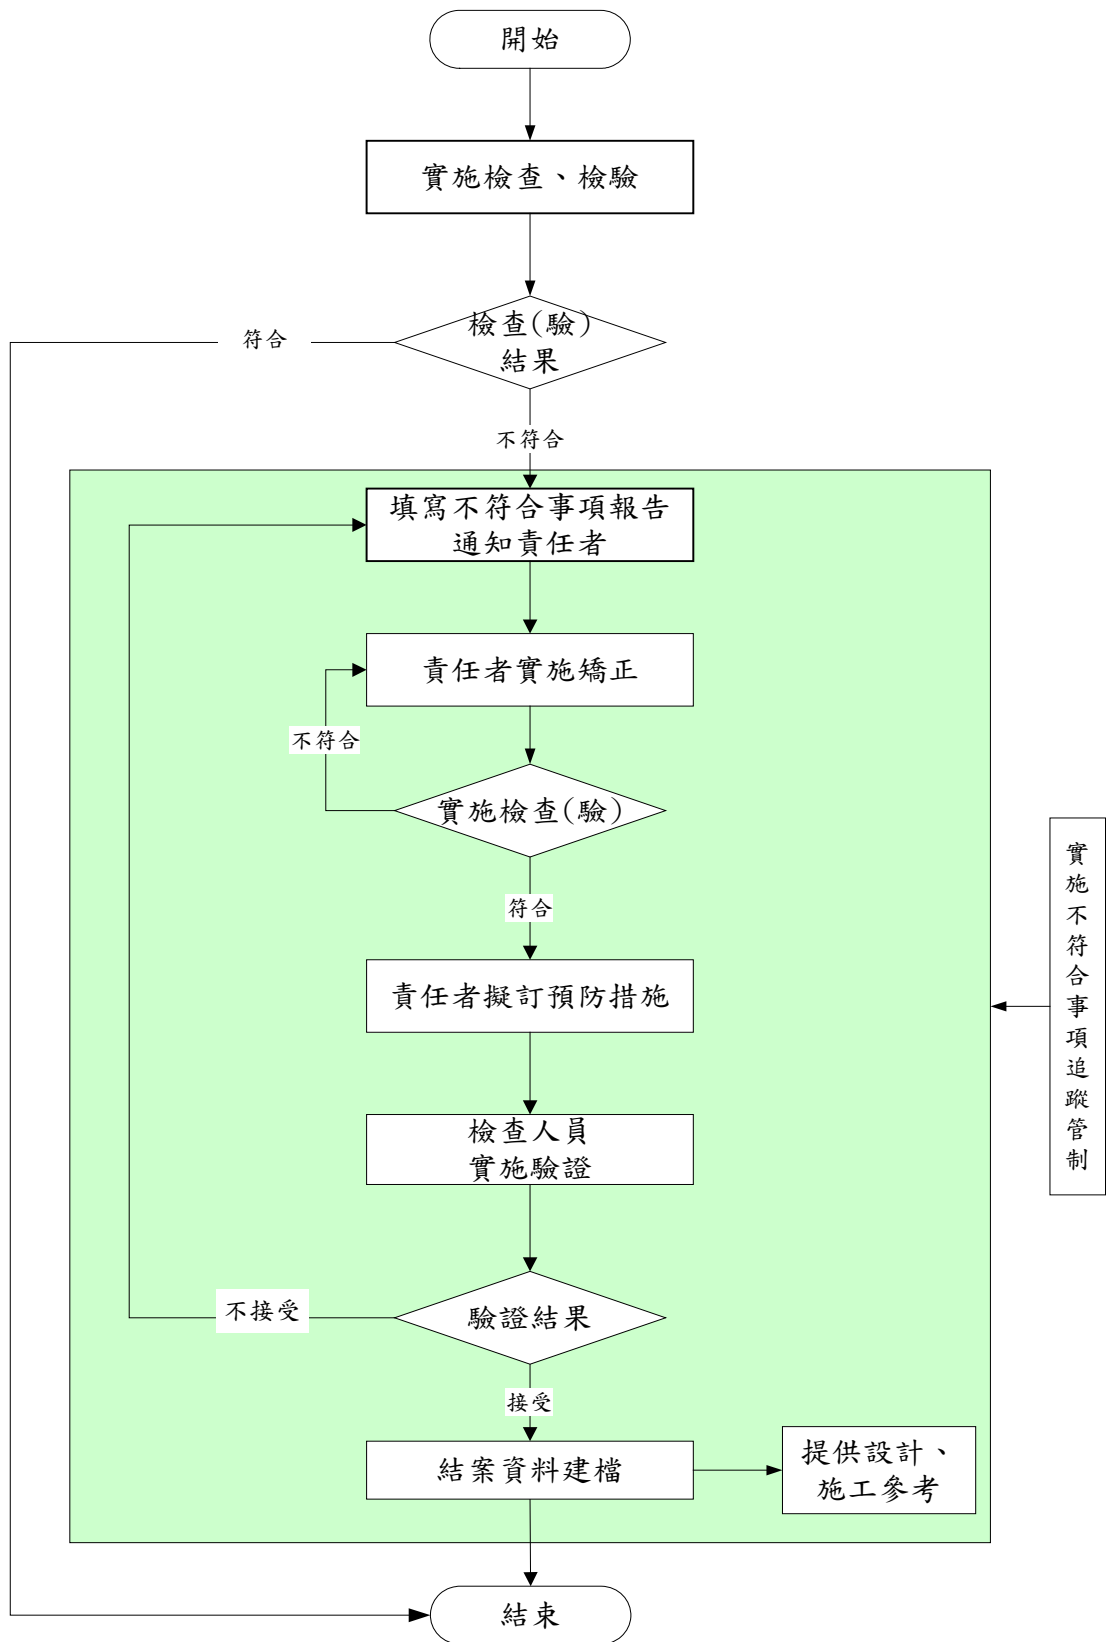 開始
實施檢查、檢驗
檢查(驗)
結果
符合
不符合
填寫不符合事項報告
通知責任者
責任者實施矯正
不符合
實施檢查(驗)
符合
責任者擬訂預防措施
實施不符合事項追蹤管制
檢查人員
實施驗證
不接受
驗證結果
接受
結案資料建檔
提供設計、
施工參考
結束